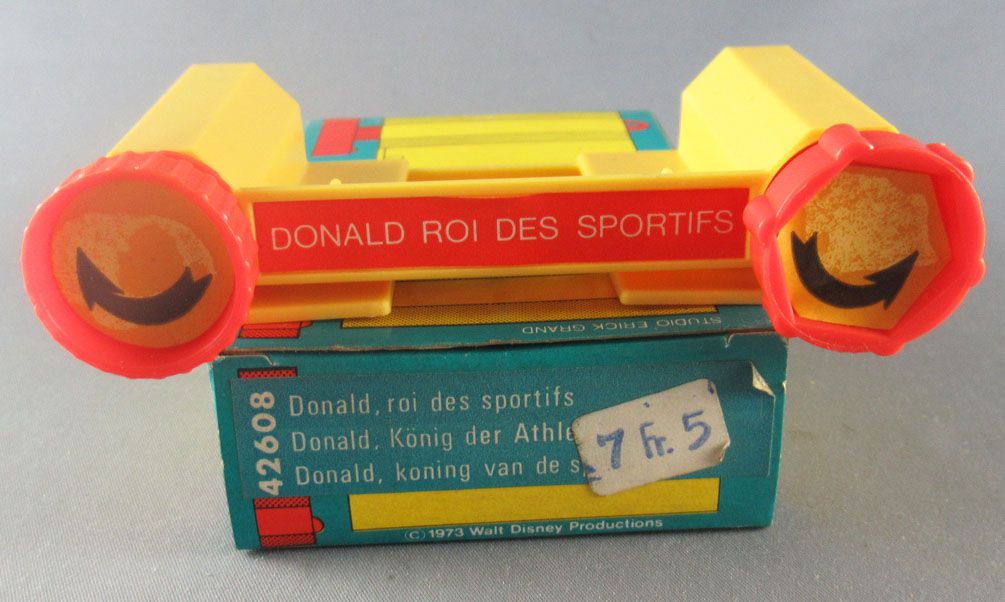 DONALD ROI DES SPORTIFS
STUDIO ERICK GRAND
42608
Donald, roi des sportifs
Donald, König der Athle
Donald, koning van de s
7 Fr. 5
(C) 1973 Walt Disney Productions